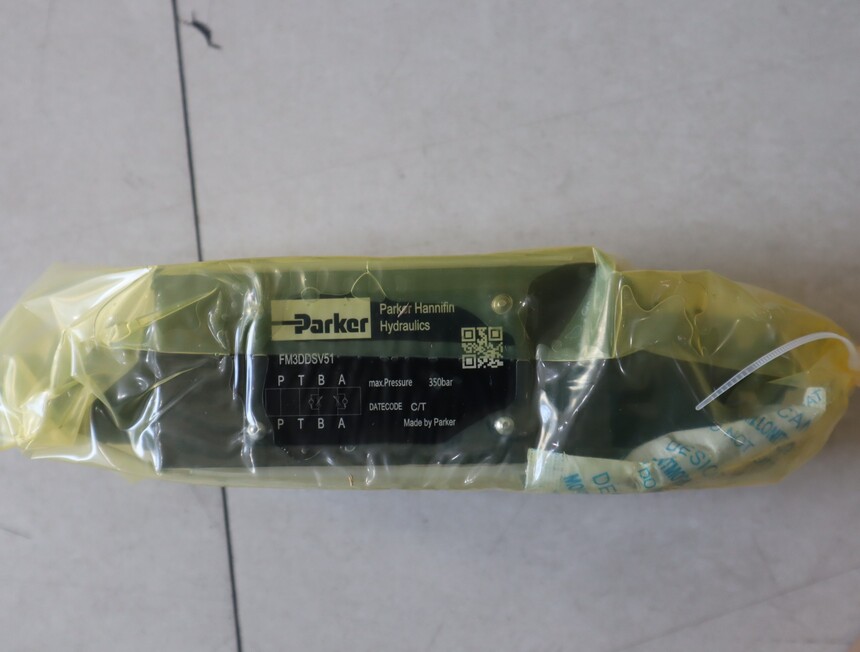 Parker
Parker Hannifin
Hydraulics
FM3DDSV51
P T B A
max.Pressure 350bar
DATECODE C/T
P T B A
Made by Parker